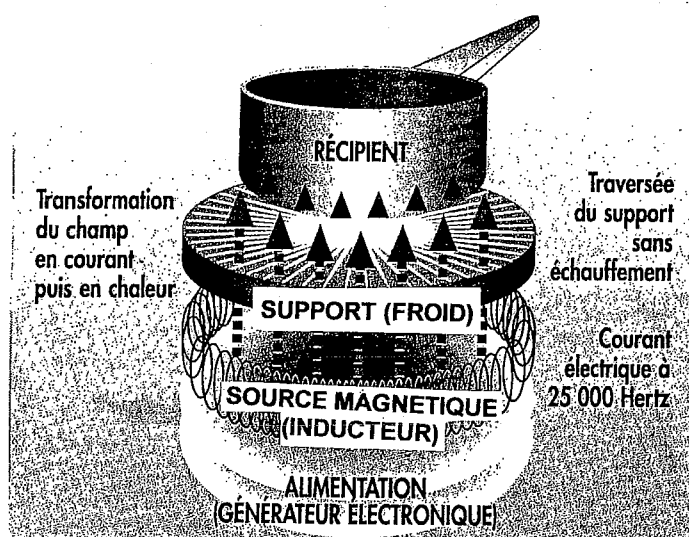 RÉCIPIENT
Transformation
du champ
en courant
puis en chaleur
Traversée
du support
sans
échauffement
SUPPORT (FROID)
Courant
électrique à
25 000 Hertz
SOURCE MAGNETIQUE
(INDUCTEUR)
ALIMENTATION
(GÉNÉRATEUR ÉLECTRONIQUE)